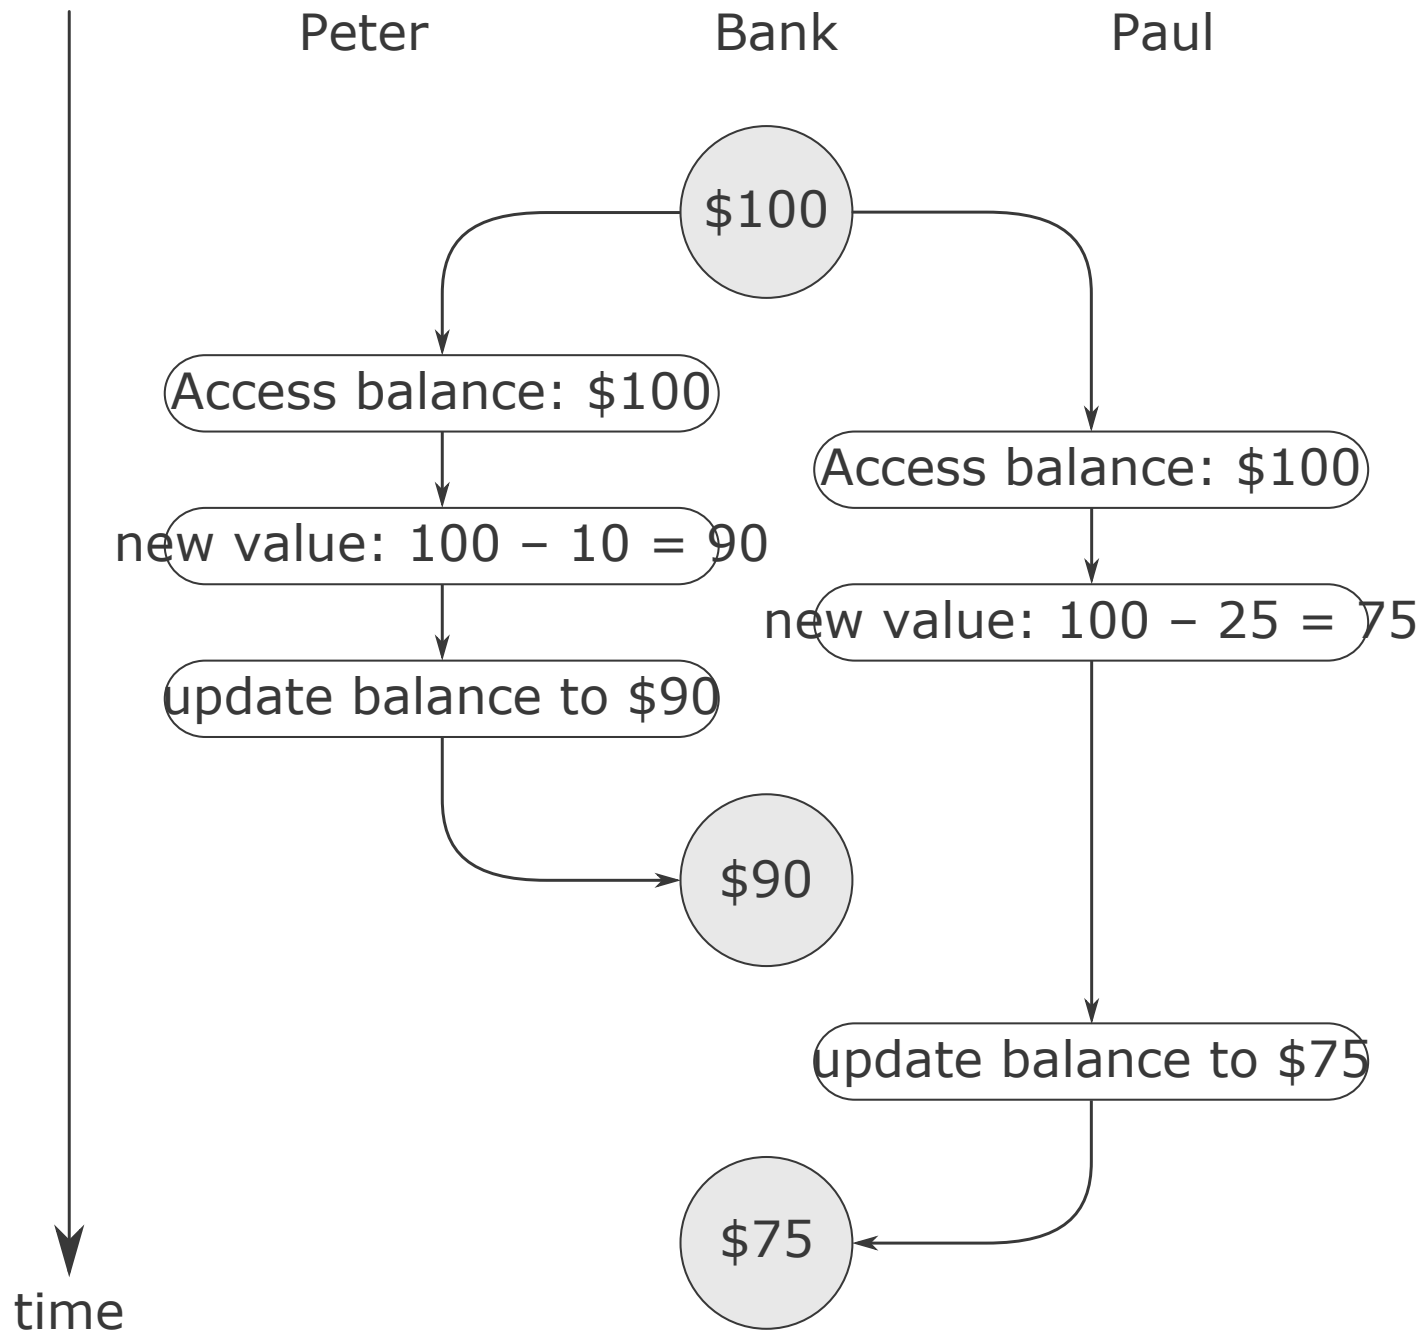 Peter
Bank
Paul
$100
Access balance: $100
Access balance: $100
new value: 100 – 10 = 90
new value: 100 – 25 = 75
update balance to $90
$90
update balance to $75
$75
time